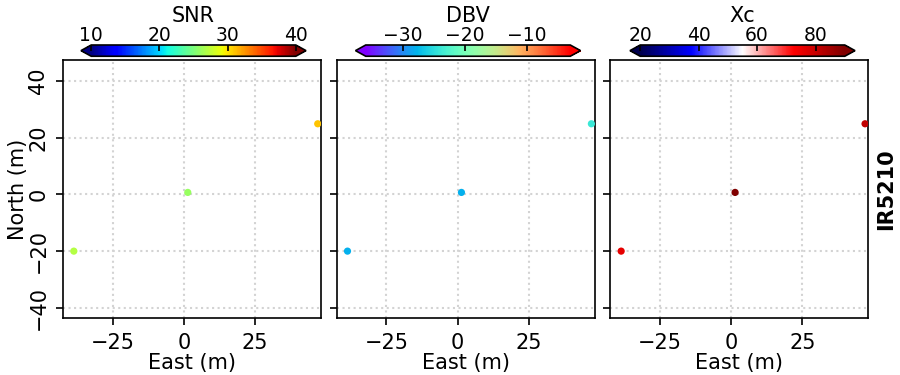 SNR DBV Xc
10 20 30 40 −30 −20 −10 20 40 60 80
40
20
0
−20
−40
North (m)
IR5210
−25 0 25 −25 0 25 −25 0 25
East (m) East (m) East (m)